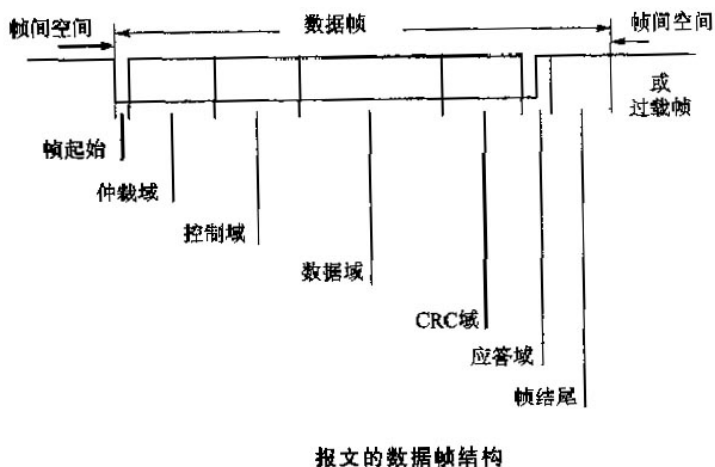 帧间空间
数据帧
帧间空间
或
过载帧
帧起始
仲裁域
控制域
数据域
CRC域
应答域
帧结尾
报文的数据帧结构